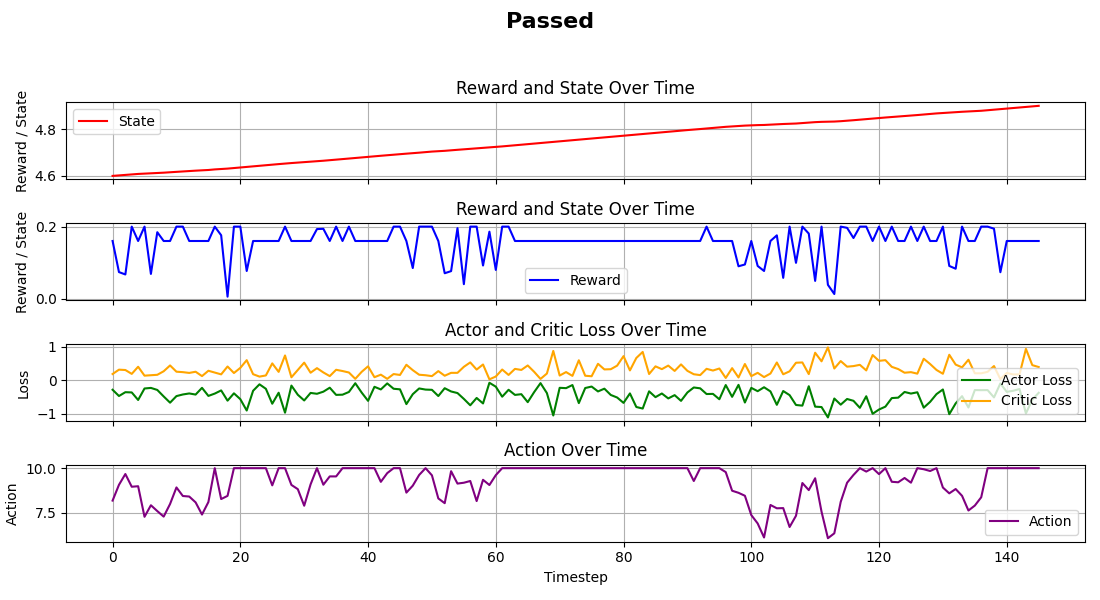 Passed
Reward and State Over Time
Reward / State
4.8
4.6
State
Reward and State Over Time
Reward / State
0.2
0.0
Reward
Actor and Critic Loss Over Time
Loss
1
0
−1
Actor Loss
Critic Loss
Action Over Time
Action
10.0
7.5
Action
0 20 40 60 80 100 120 140
Timestep